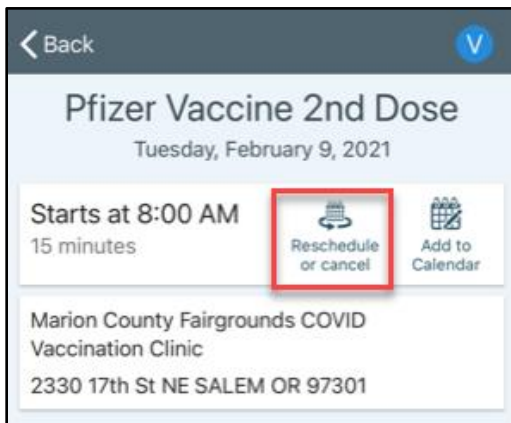 Back
V
Pfizer Vaccine 2nd Dose
Tuesday, February 9, 2021
Starts at 8:00 AM
15 minutes
Reschedule
or cancel
Add to
Calendar
Marion County Fairgrounds COVID
Vaccination Clinic
2330 17th St NE SALEM OR 97301